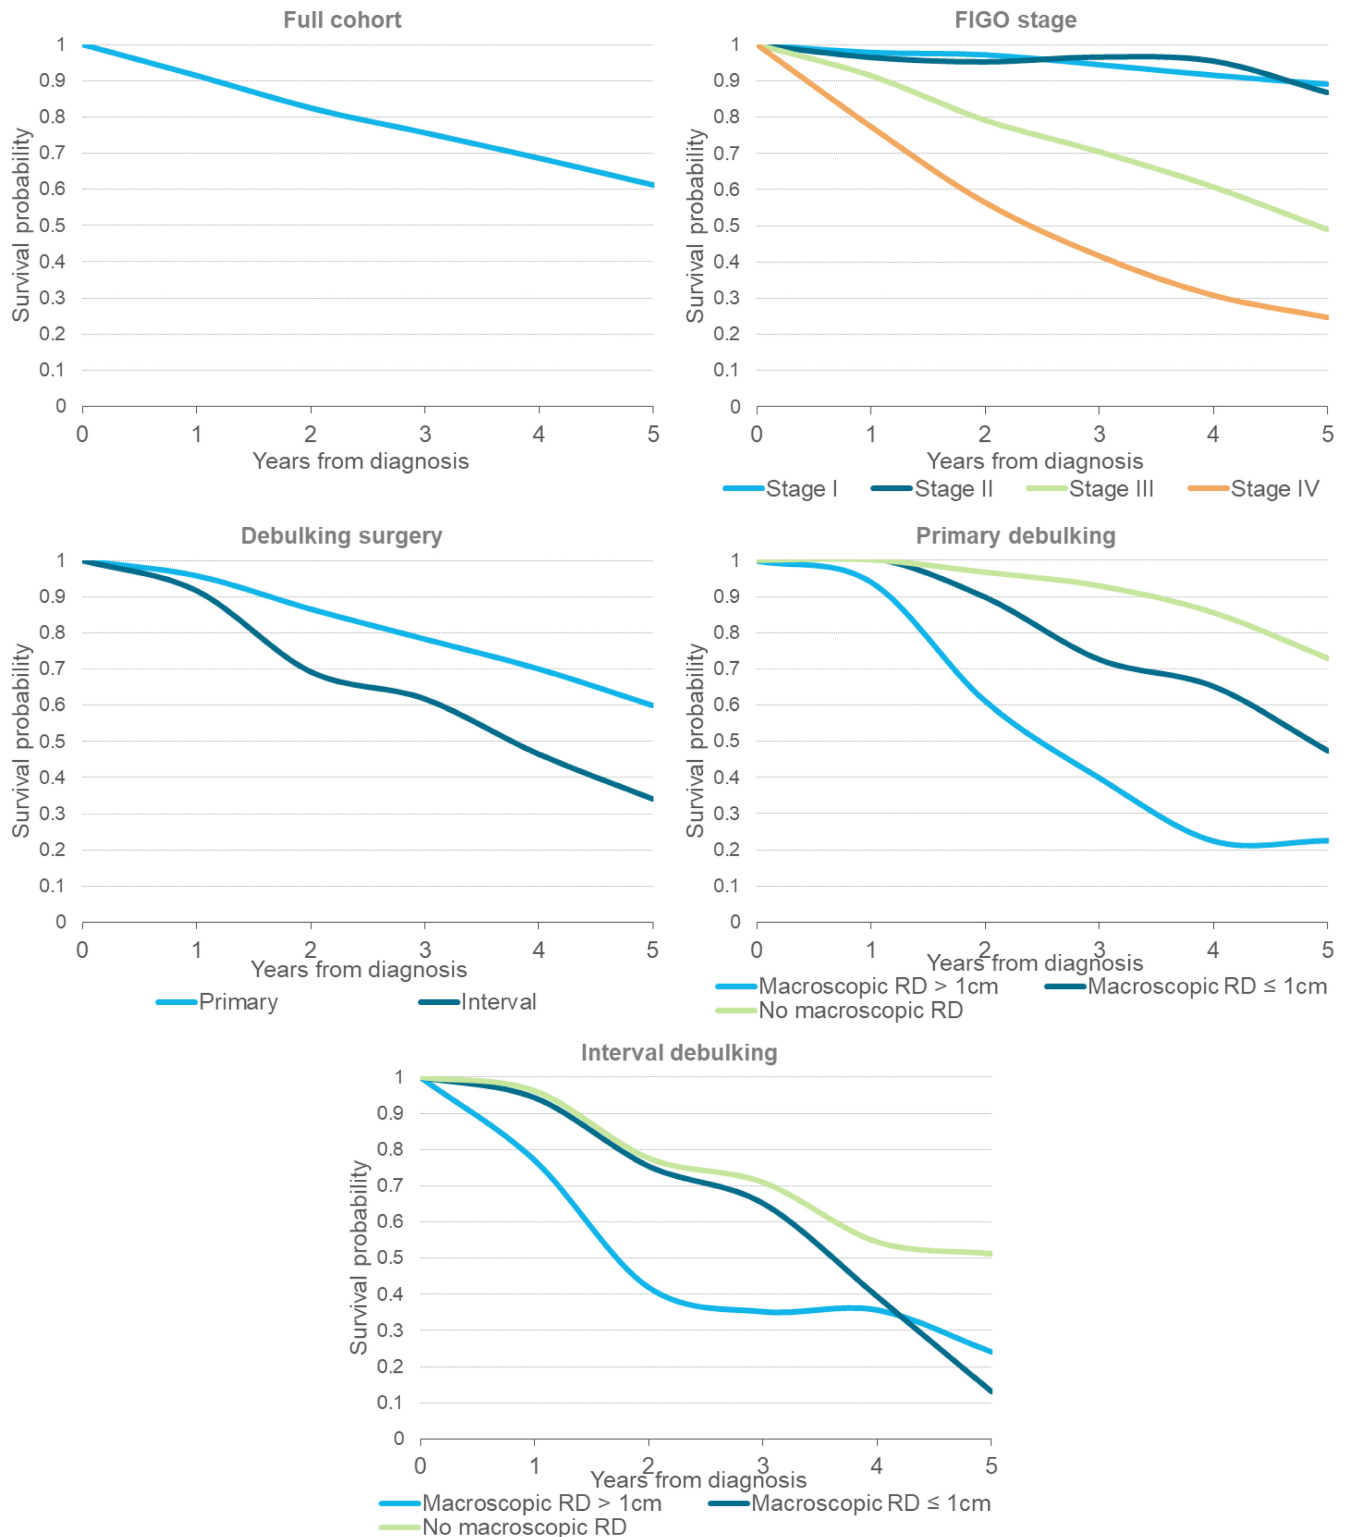 Full cohort
Survival probability
1
0.9
0.8
0.7
0.6
0.5
0.4
0.3
0.2
0.1
0
0 1 2 3 4 5
Years from diagnosis
FIGO stage
Survival probability
1
0.9
0.8
0.7
0.6
0.5
0.4
0.3
0.2
0.1
0
0 1 2 3 4 5
Years from diagnosis
Stage I Stage II Stage III Stage IV
Debulking surgery
Survival probability
1
0.9
0.8
0.7
0.6
0.5
0.4
0.3
0.2
0.1
0
0 1 2 3 4 5
Years from diagnosis
Primary Interval
Primary debulking
Survival probability
1
0.9
0.8
0.7
0.6
0.5
0.4
0.3
0.2
0.1
0
0 1 2 3 4 5
Years from diagnosis
Macroscopic RD > 1cm Macroscopic RD ≤ 1cm
No macroscopic RD
Interval debulking
Survival probability
1
0.9
0.8
0.7
0.6
0.5
0.4
0.3
0.2
0.1
0
0 1 2 3 4 5
Years from diagnosis
Macroscopic RD > 1cm Macroscopic RD ≤ 1cm
No macroscopic RD